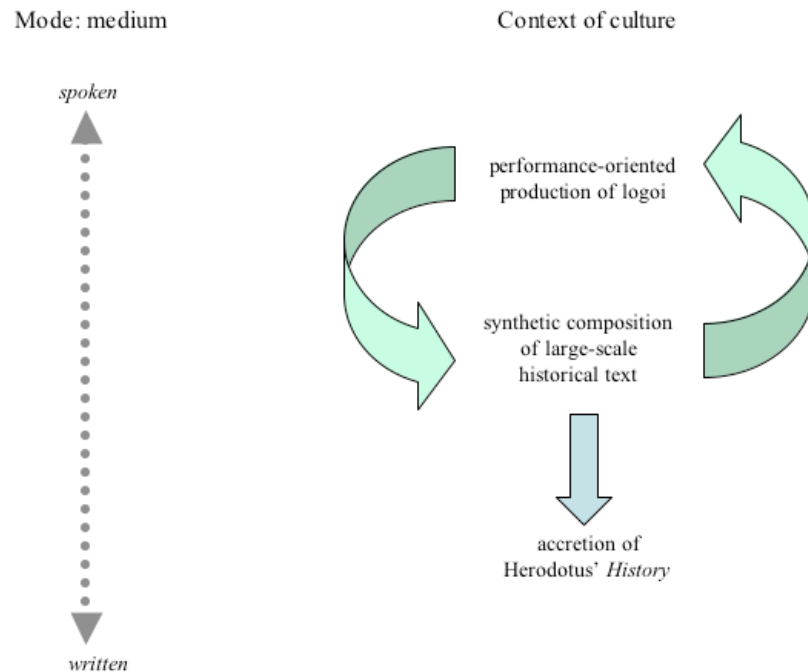 Mode: medium
Context of culture
spoken
performance-oriented
production of logoi
synthetic composition
of large-scale
historical text
accretion of
Herodotus’ History
written